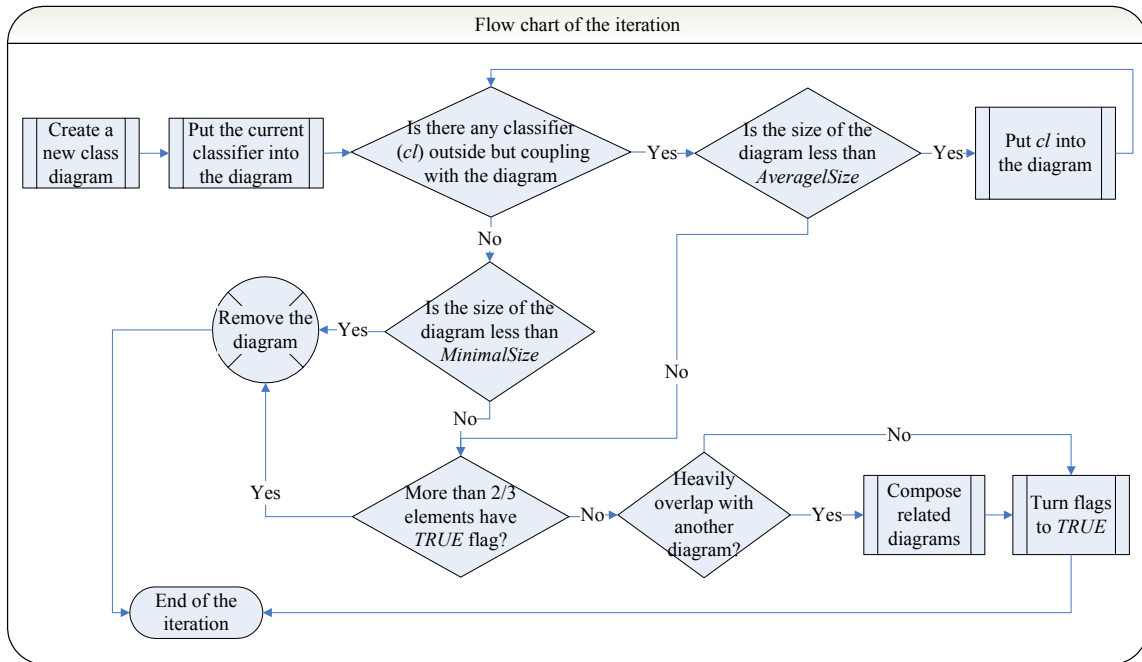 Flow chart of the iteration
Create a
new class
diagram
Put the current
classifier into
the diagram
Is there any classifier
(cl) outside but coupling
with the diagram
Yes
Is the size of the
diagram less than
AveragelSize
Yes
Put cl into
the diagram
No
No
Is the size of the
diagram less than
MinimalSize
Yes
Remove the
diagram
No
Yes
More than 2/3
elements have
TRUE flag?
No
Heavily
overlap with
another
diagram?
No
Yes
Compose
related
diagrams
Turn flags
to TRUE
End of the
iteration